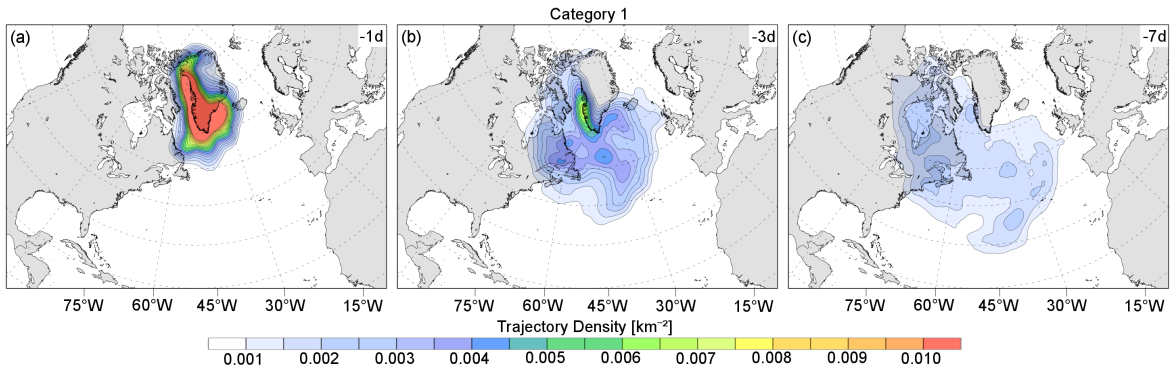 Category 1
(a) -1d (b) -3d (c) -7d
75°W 60°W 45°W 30°W 15°W 75°W 60°W 45°W 30°W 15°W 75°W 60°W 45°W 30°W 15°W
Trajectory Density [km⁻²]
0.001 0.002 0.003 0.004 0.005 0.006 0.007 0.008 0.009 0.010